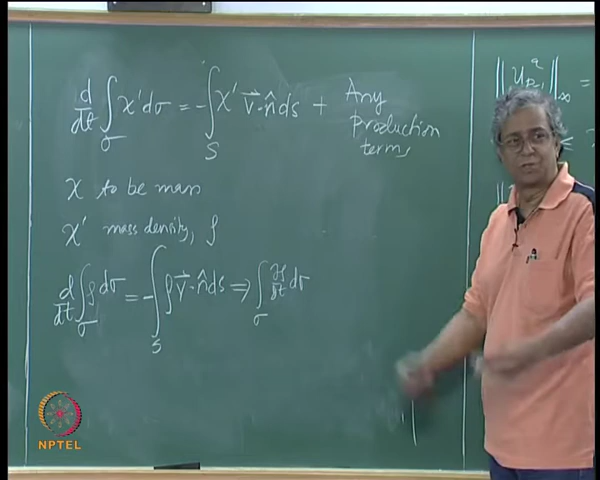 d/dt ∫_σ χ' dσ = - ∫_S χ' v⃗·n̂ ds + Any production terms
χ to be mass
χ' mass density, ρ
d/dt ∫_σ ρ dσ = - ∫_S ρ v⃗·n̂ ds ⇒ ∫_σ ∂ρ/∂t dσ
NPTEL